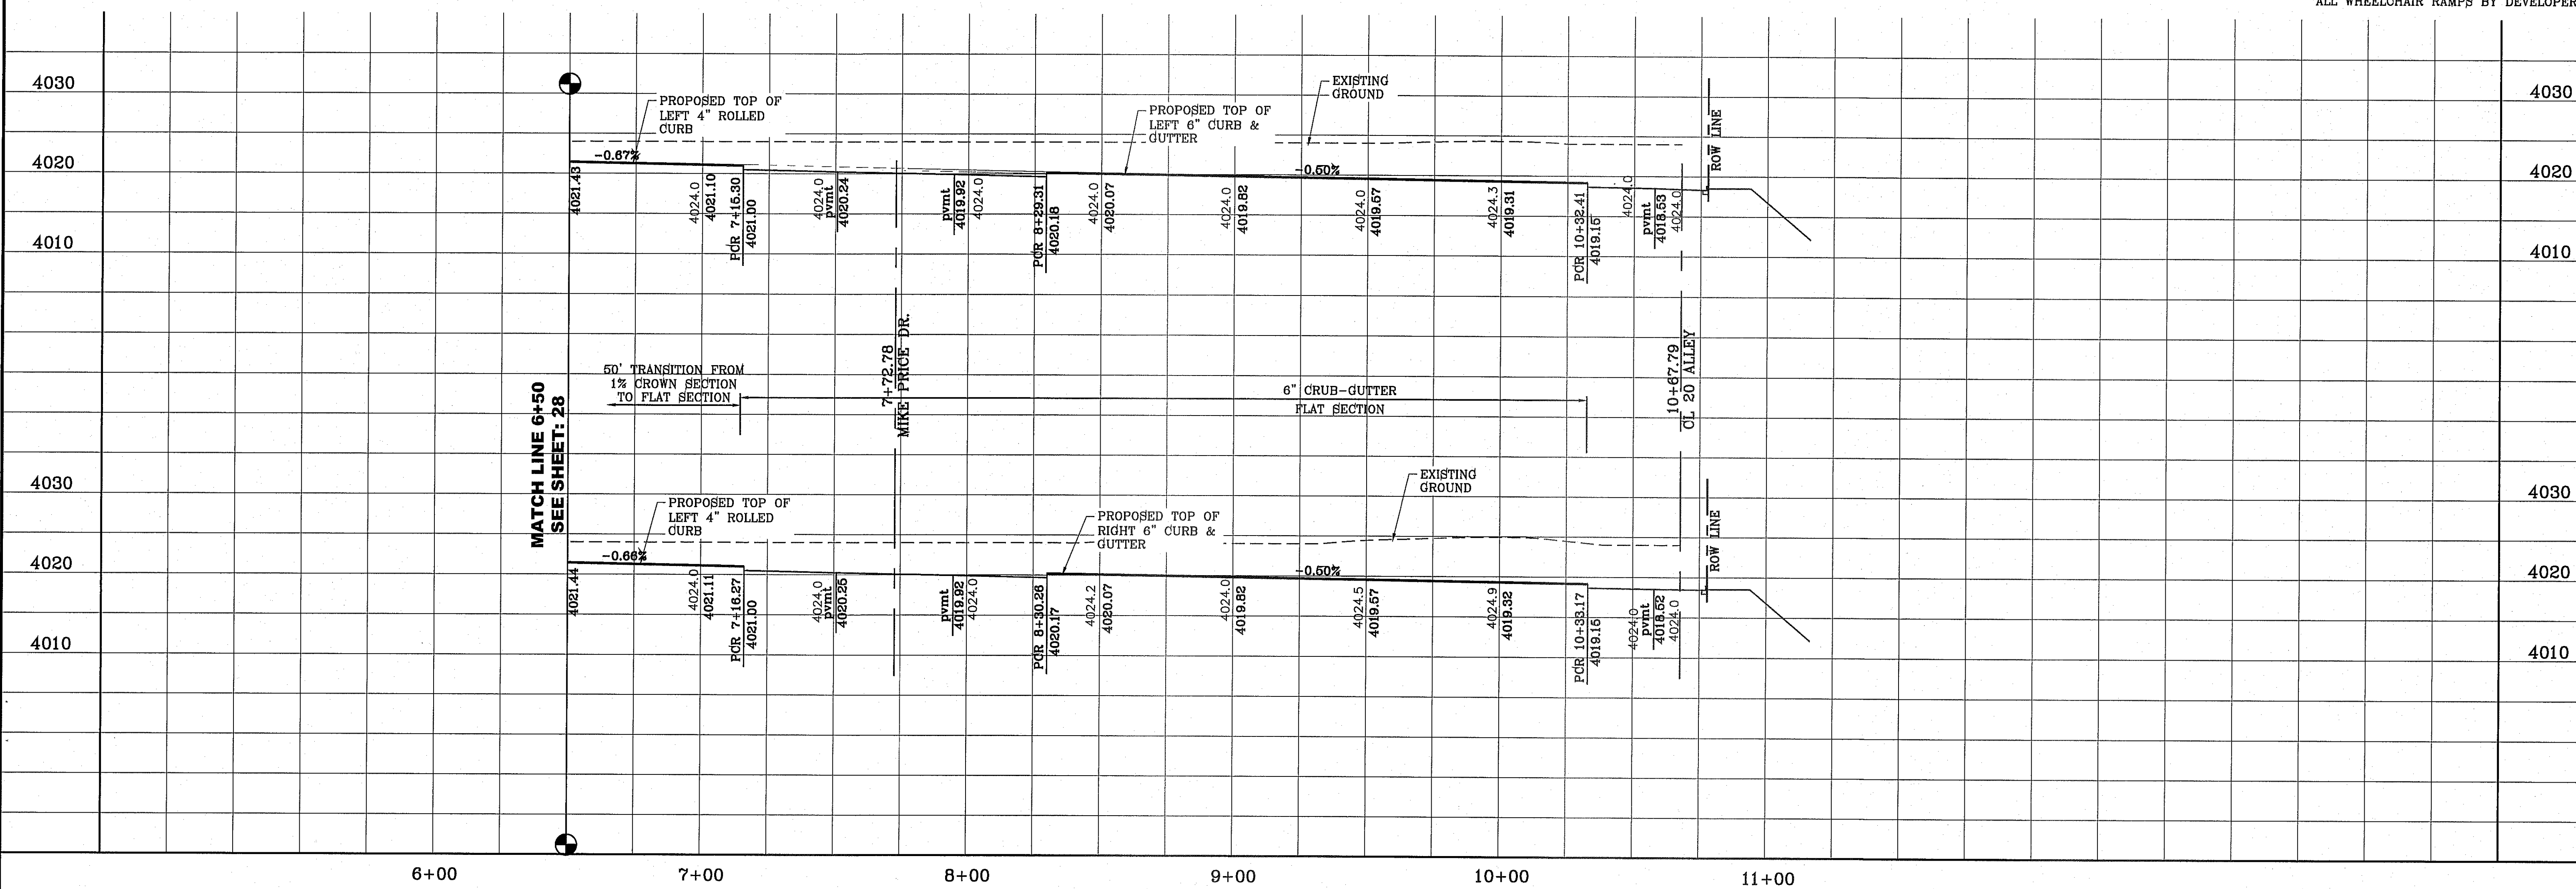 ALL WHEELCHAIR RAMPS BY DEVELOPER
4030
4030
EXISTING
GROUND
PROPOSED TOP OF
LEFT 4" ROLLED
CURB
PROPOSED TOP OF
LEFT 6" CURB &
GUTTER
ROW LINE
4020
-0.67%
-0.50%
4020
4021.43
4024.0
4021.10
PCR 7+15.30
4021.00
4024.0
pvmt
4020.24
pvmt
4019.92
4024.0
PCR 8+29.31
4020.18
4024.0
4020.07
4024.0
4019.82
4024.0
4019.57
4024.3
4019.31
PCR 10+32.41
4019.15
4024.0
pvmt
4018.53
4024.0
4010
4010
7+72.78
MIKE PRICE DR.
10+67.79
CL 20 ALLEY
50' TRANSITION FROM
1% CROWN SECTION
TO FLAT SECTION
6" CRUB-GUTTER
FLAT SECTION
MATCH LINE 6+50
SEE SHEET: 28
4030
4030
EXISTING
GROUND
PROPOSED TOP OF
LEFT 4" ROLLED
CURB
PROPOSED TOP OF
RIGHT 6" CURB &
GUTTER
ROW LINE
4020
-0.66%
-0.50%
4020
4021.44
4024.0
4021.11
PCR 7+16.27
4021.00
4024.0
pvmt
4020.25
pvmt
4019.92
4024.0
PCR 8+30.26
4020.17
4024.2
4020.07
4024.0
4019.82
4024.5
4019.57
4024.9
4019.32
PCR 10+33.17
4019.15
4024.0
pvmt
4018.52
4024.0
4010
4010
6+00
7+00
8+00
9+00
10+00
11+00